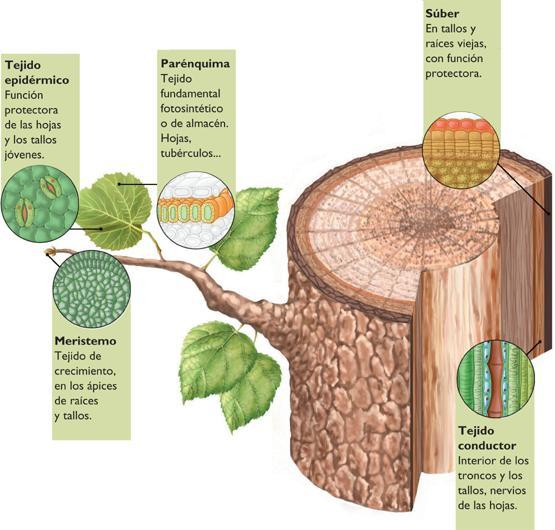 Súber
En tallos y
raíces viejas,
con función
protectora.
Tejido
epidérmico
Función
protectora
de las hojas
y los tallos
jóvenes.
Parénquima
Tejido
fundamental
fotosintético
o de almacén.
Hojas,
tubérculos...
Meristemo
Tejido de
crecimiento,
en los ápices
de raíces
y tallos.
Tejido
conductor
Interior de los
troncos y los
tallos, nervios
de las hojas.